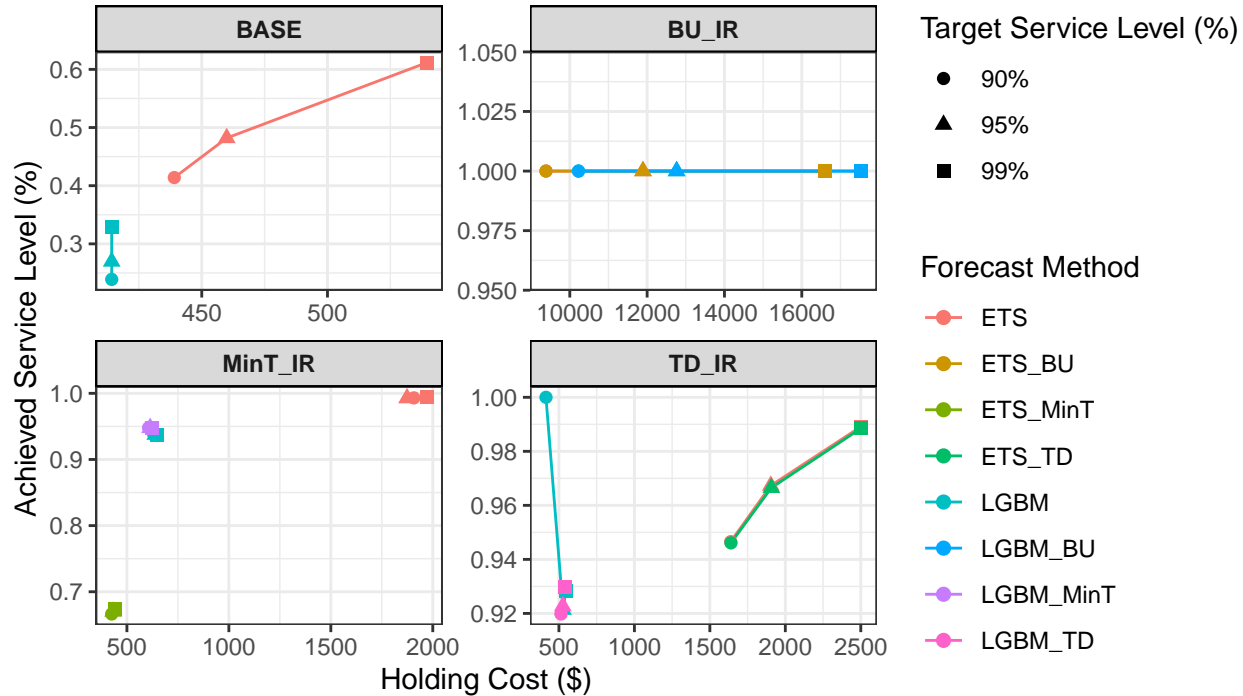 BASE
BU_IR
0.6
0.5
0.4
0.3
450
500
1.050
1.025
1.000
0.975
0.950
10000
12000
14000
16000
MinT_IR
TD_IR
1.0
0.9
0.8
0.7
500
1000
1500
2000
1.00
0.98
0.96
0.94
0.92
500
1000
1500
2000
2500
Achieved Service Level (%)
Holding Cost ($)
Target Service Level (%)
90%
95%
99%
Forecast Method
ETS
ETS_BU
ETS_MinT
ETS_TD
LGBM
LGBM_BU
LGBM_MinT
LGBM_TD